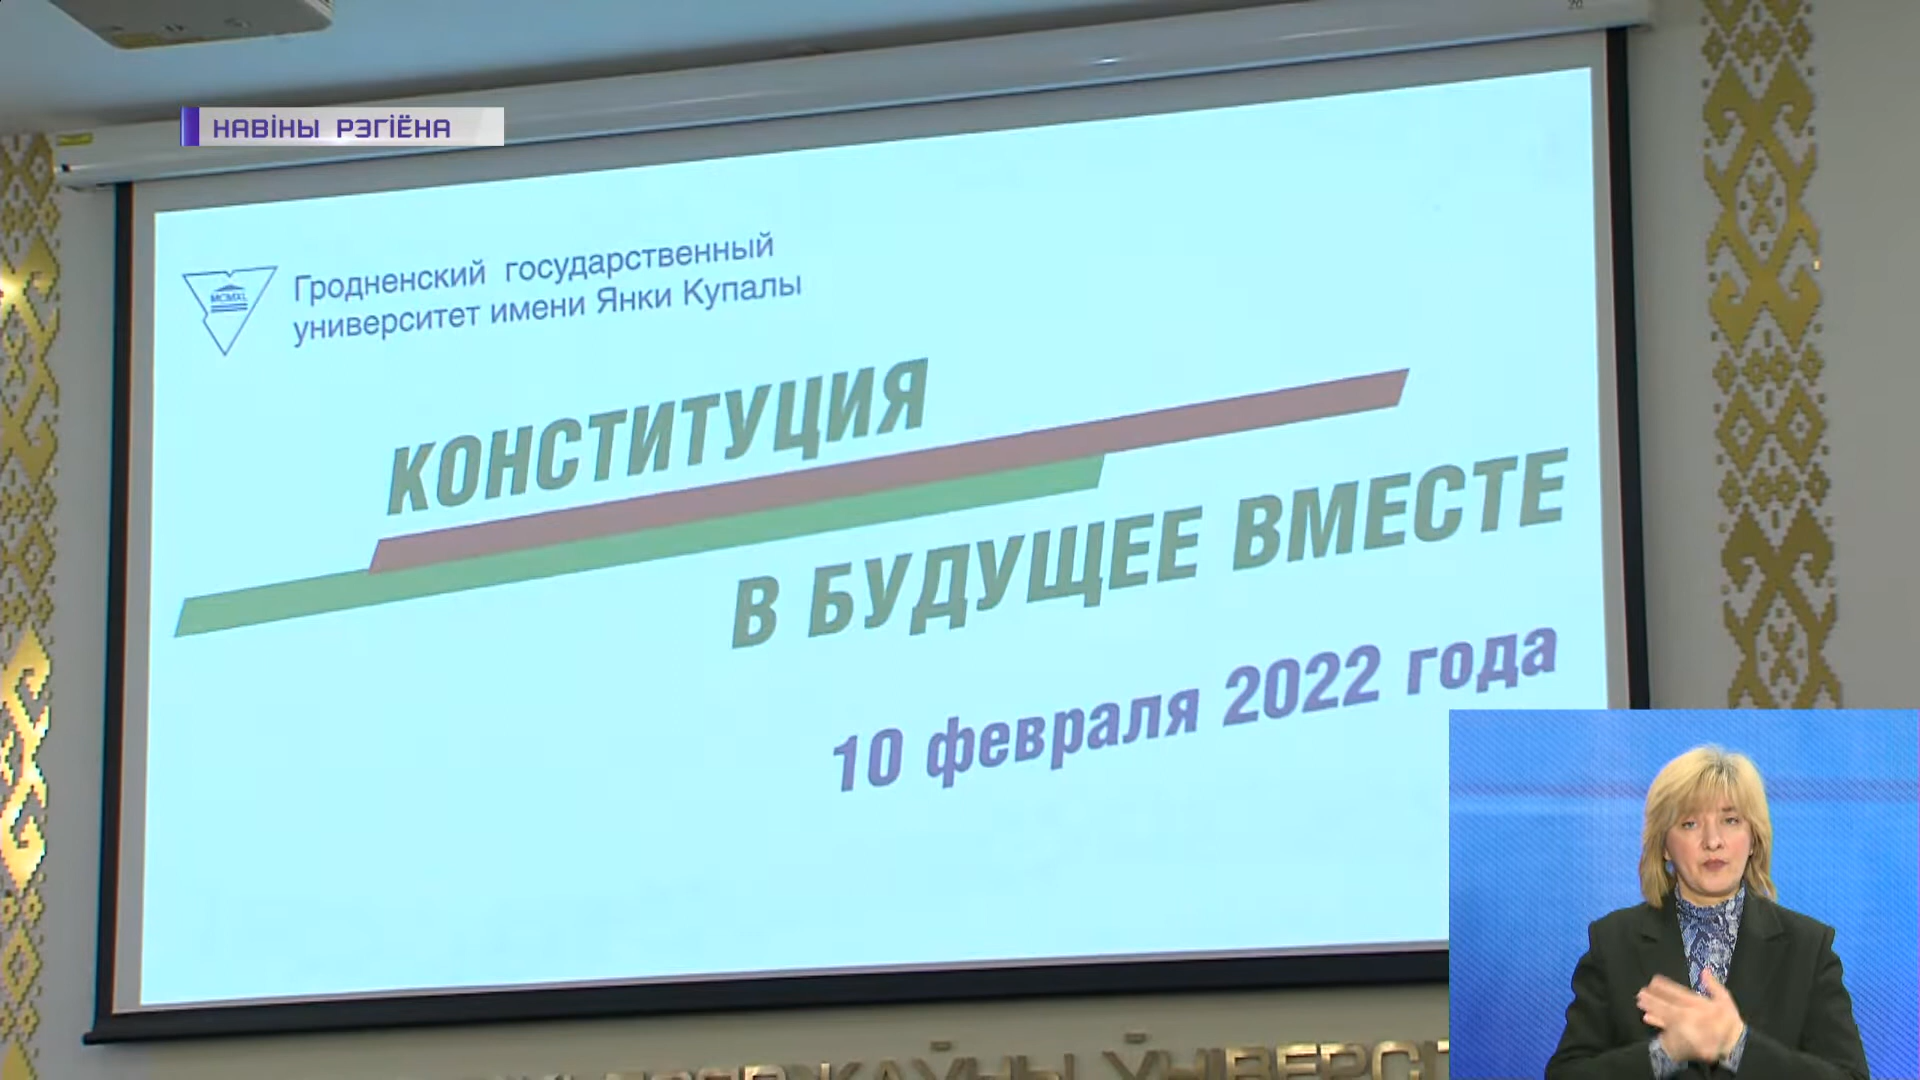 НАВІНЫ РЭГІЁНА
MCMXL
Гродненский государственный
университет имени Янки Купалы
КОНСТИТУЦИЯ
В БУДУЩЕЕ ВМЕСТЕ
10 февраля 2022 года